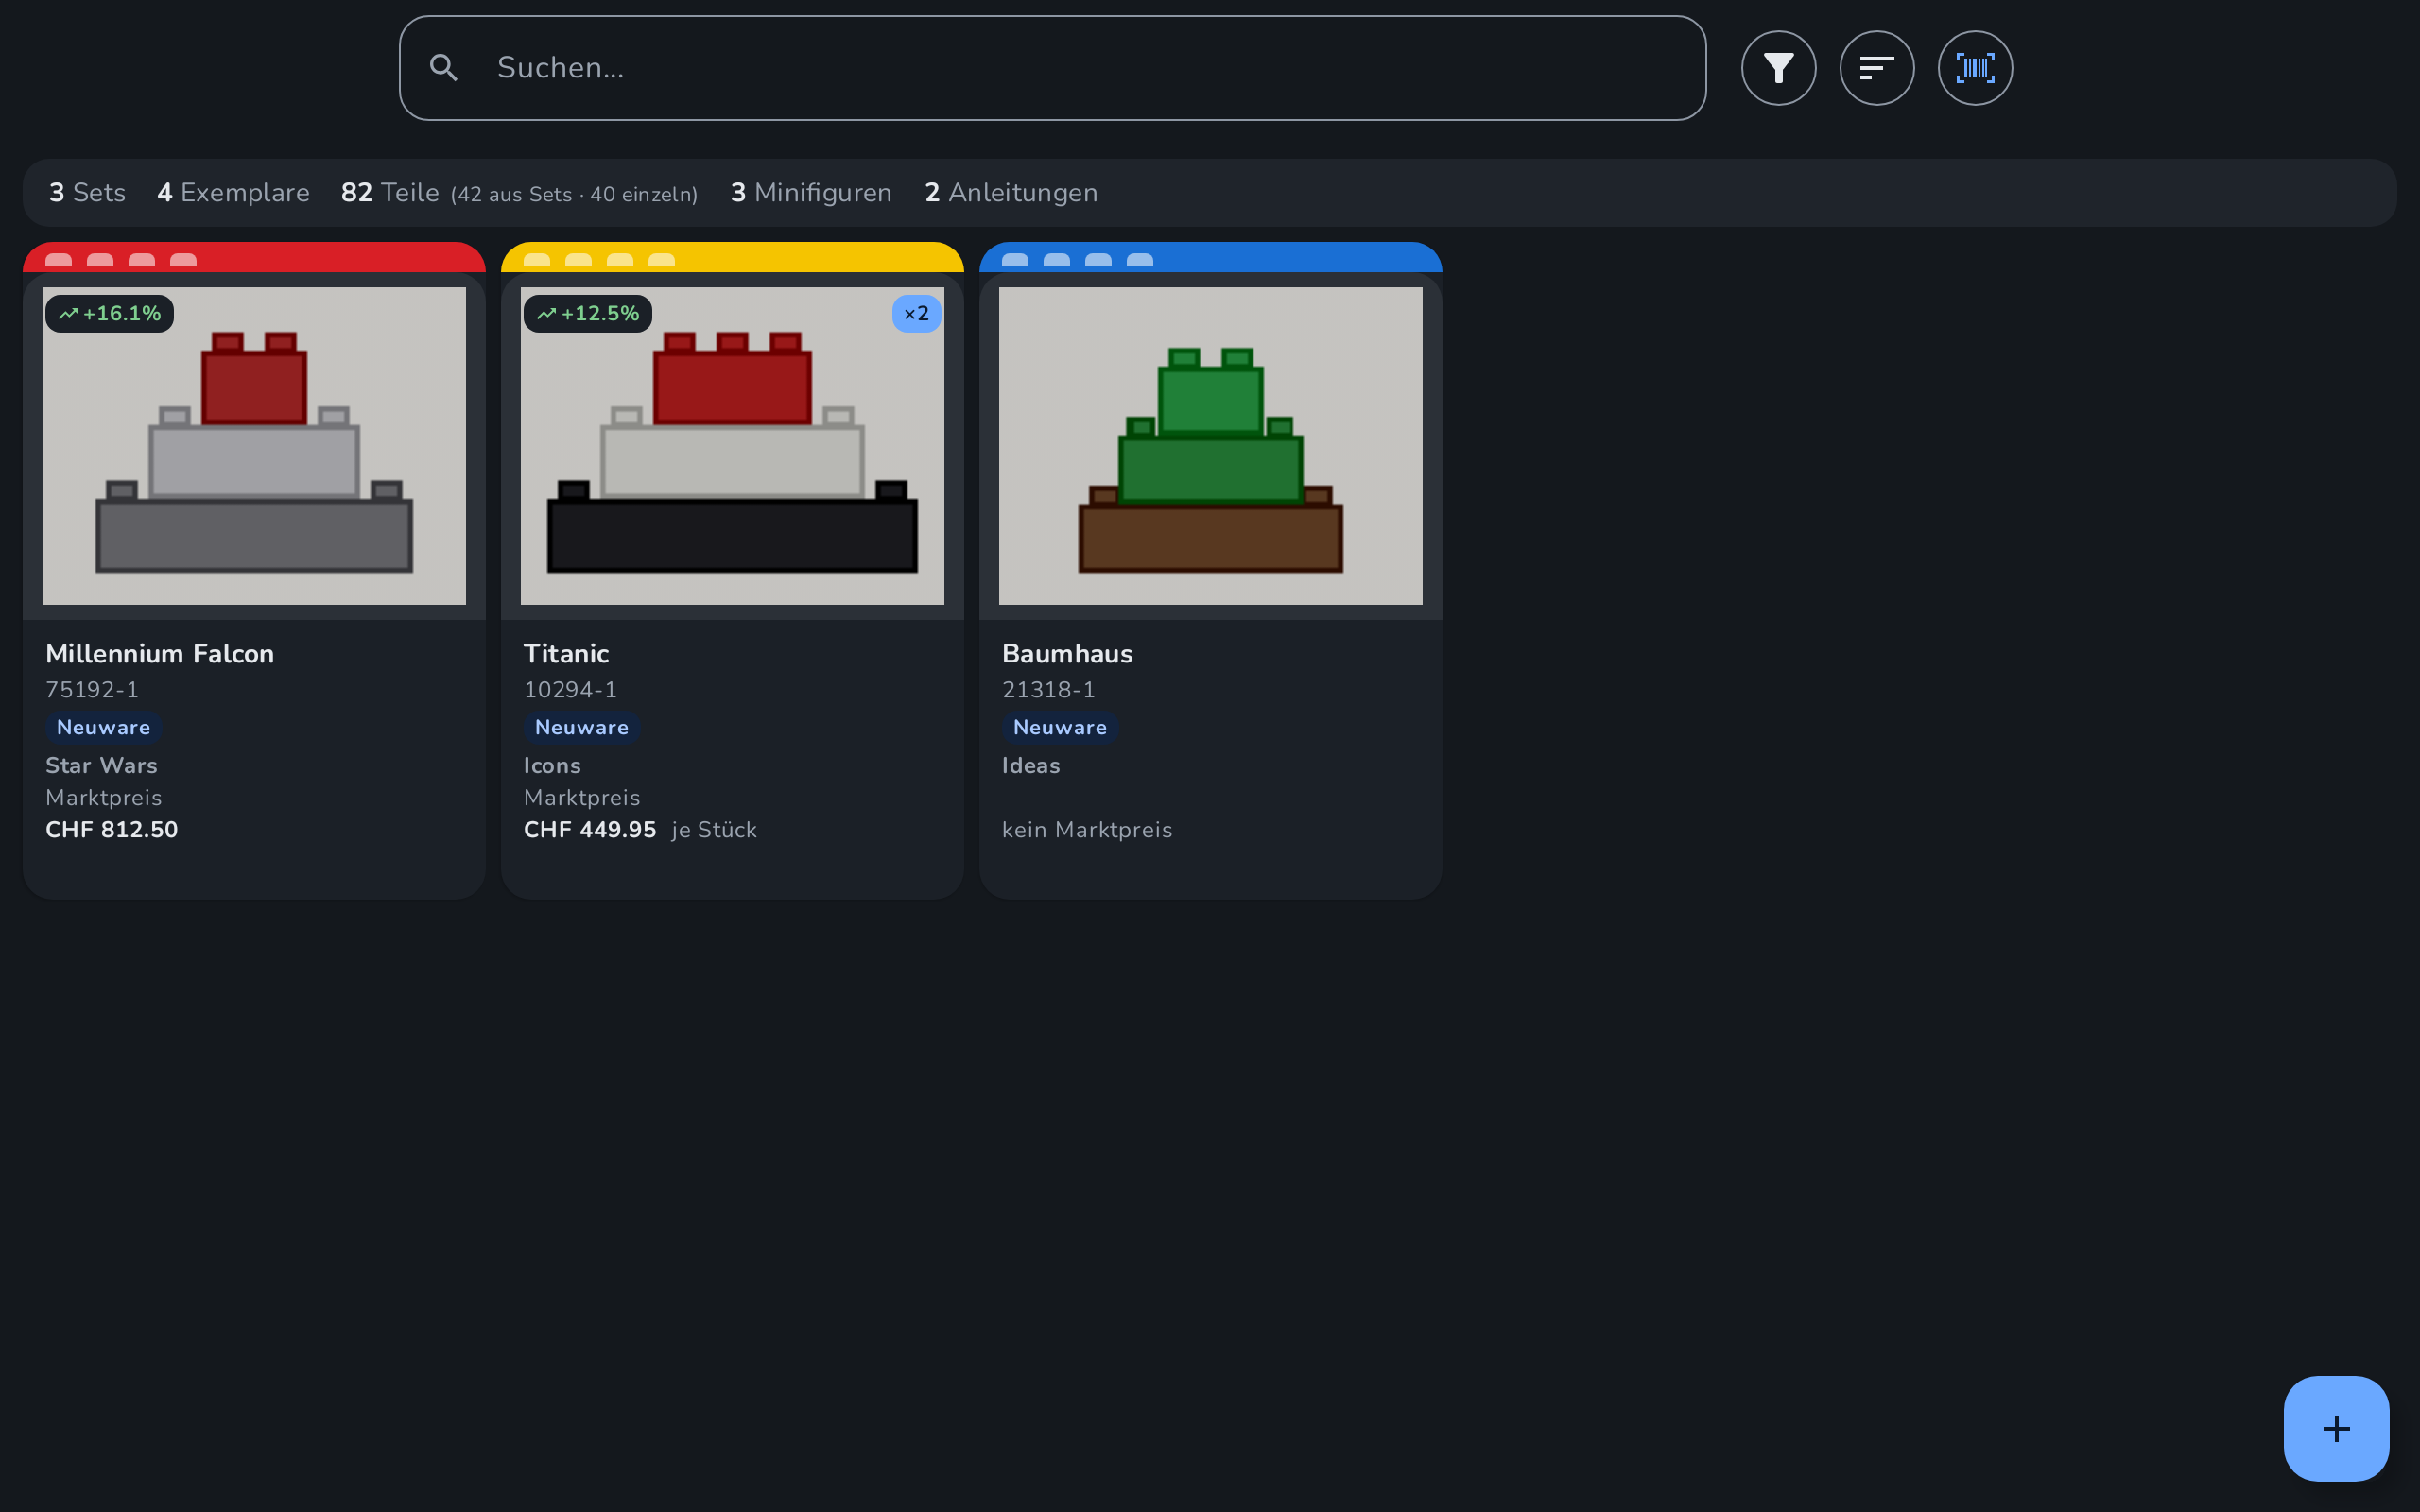 Suchen...
3 Sets 4 Exemplare 82 Teile (42 aus Sets · 40 einzeln) 3 Minifiguren 2 Anleitungen
+16.1%
Millennium Falcon
75192-1
Neuware
Star Wars
Marktpreis
CHF 812.50
+12.5%
×2
Titanic
10294-1
Neuware
Icons
Marktpreis
CHF 449.95 je Stück
Baumhaus
21318-1
Neuware
Ideas
kein Marktpreis